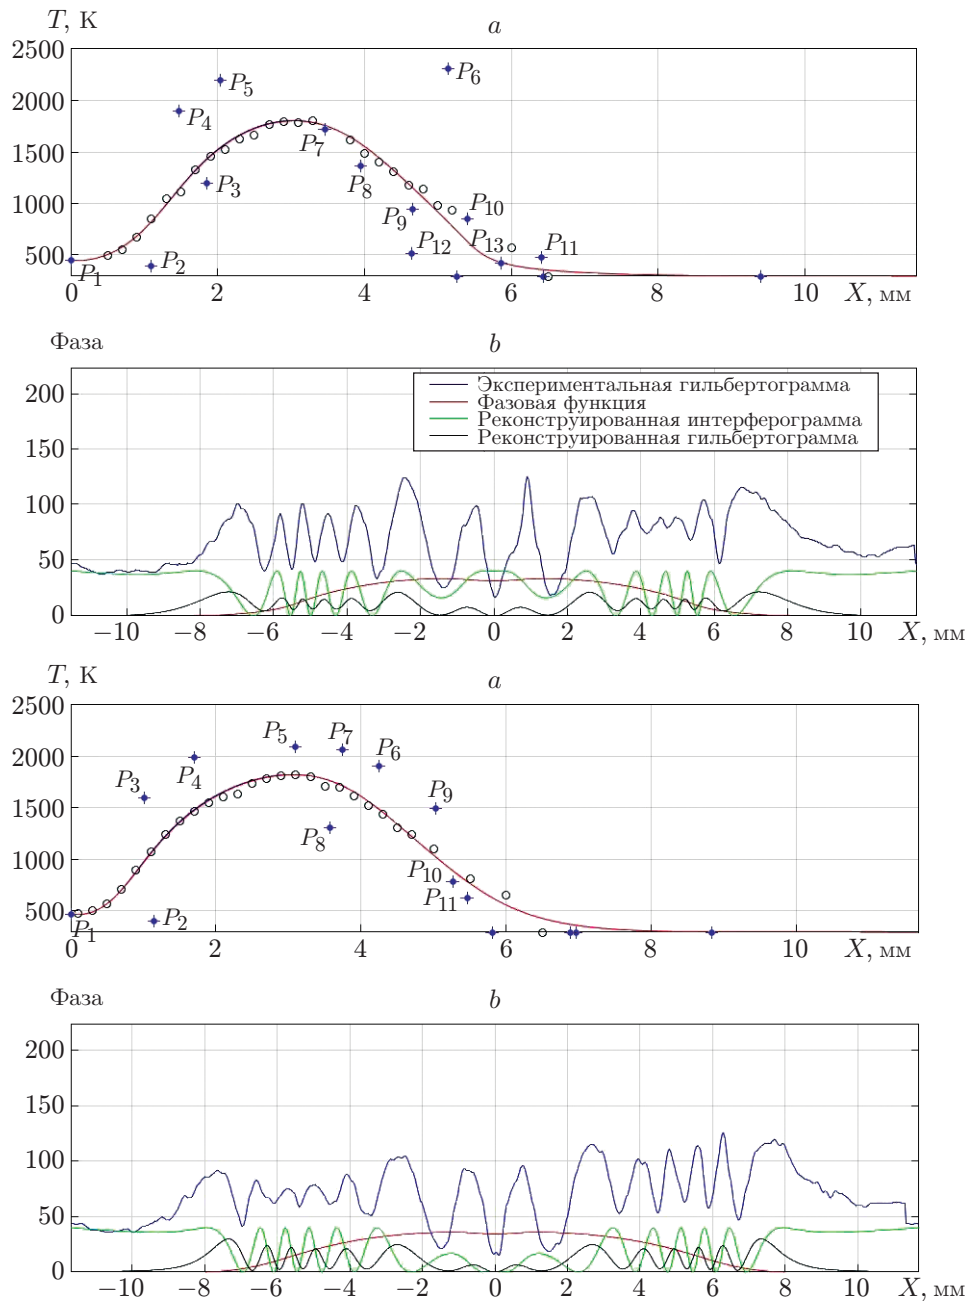 T, К
a
2500
2000
1500
1000
500
P5
P6
P4
P7
P3
P8
P9
P10
P12
P13
P11
P2
P1
0
2
4
6
8
10
X, мм
Фаза
b
200
150
100
50
0
Экспериментальная гильбертограмма
Фазовая функция
Реконструированная интерферограмма
Реконструированная гильбертограмма
−10
−8
−6
−4
−2
0
2
4
6
8
10
X, мм
T, К
a
2500
2000
1500
1000
500
P5
P7
P6
P3
P4
P9
P8
P10
P11
P2
P1
0
2
4
6
8
10
X, мм
Фаза
b
200
150
100
50
0
−10
−8
−6
−4
−2
0
2
4
6
8
10
X, мм